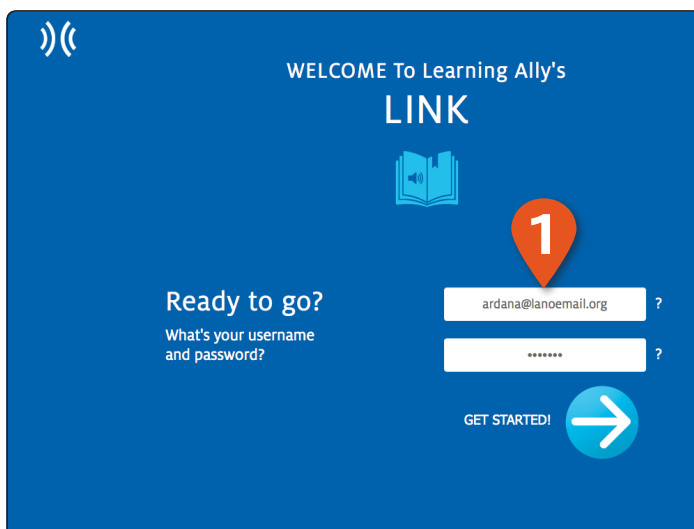 WELCOME To Learning Ally's
LINK
1
Ready to go?
ardana@lanoemail.org ?
What's your username
and password?
••••••• ?
GET STARTED!